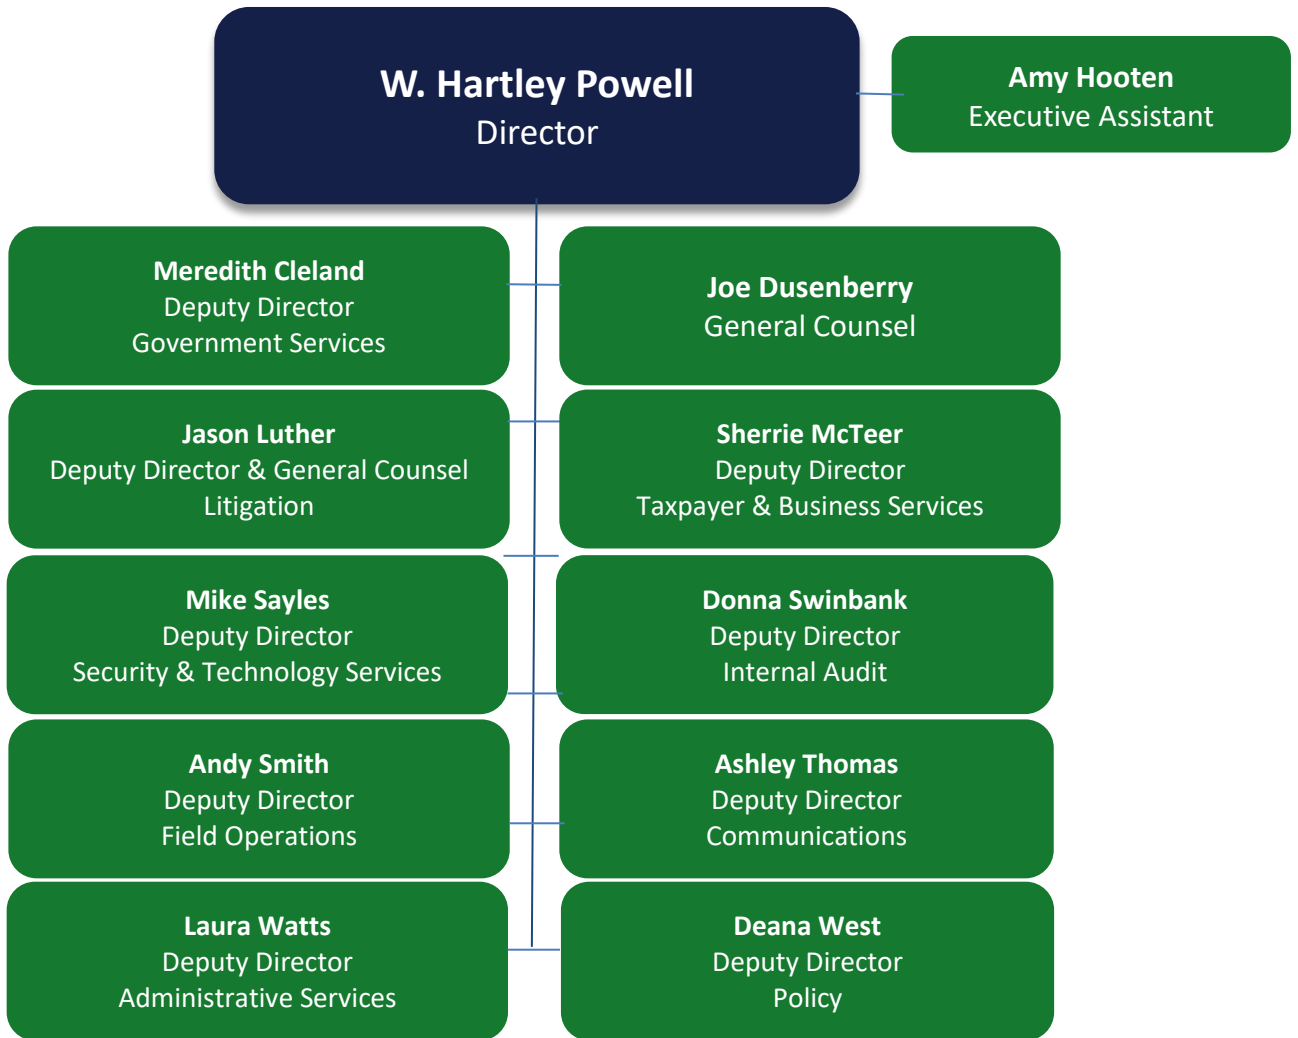 W. Hartley Powell
Director
Amy Hooten
Executive Assistant
Meredith Cleland
Deputy Director
Government Services
Joe Dusenberry
General Counsel
Jason Luther
Deputy Director & General Counsel
Litigation
Sherrie McTeer
Deputy Director
Taxpayer & Business Services
Mike Sayles
Deputy Director
Security & Technology Services
Donna Swinbank
Deputy Director
Internal Audit
Andy Smith
Deputy Director
Field Operations
Ashley Thomas
Deputy Director
Communications
Laura Watts
Deputy Director
Administrative Services
Deana West
Deputy Director
Policy